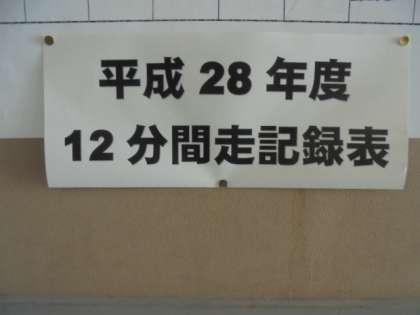 平成 28 年度
12 分間走記録表